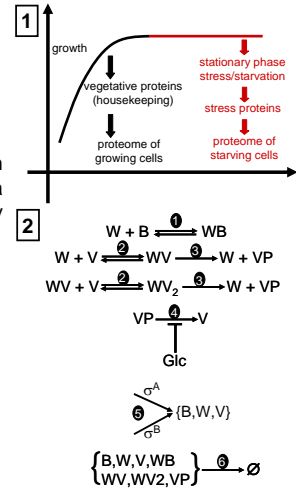 1
growth
vegetative proteins
(housekeeping)
proteome of
growing cells
stationary phase
stress/starvation
stress proteins
proteome of
starving cells
n
a
y
2
W + B 1 WB
W + V 2 WV 3 W + VP
WV + V 2 WV₂ 3 W + VP
VP 4 V
Glc
σᴬ
5 {B,W,V}
σᴮ
{B,W,V,WB
WV,WV2,VP} 6 Ø